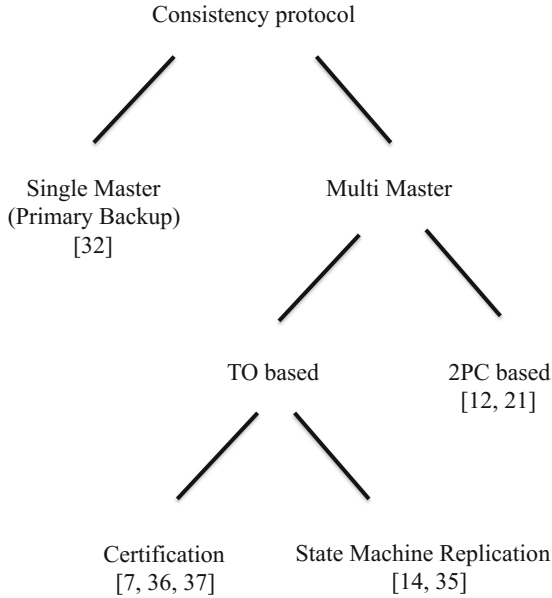 Consistency protocol
Single Master
(Primary Backup)
[32]
Multi Master
TO based
2PC based
[12, 21]
Certification
[7, 36, 37]
State Machine Replication
[14, 35]